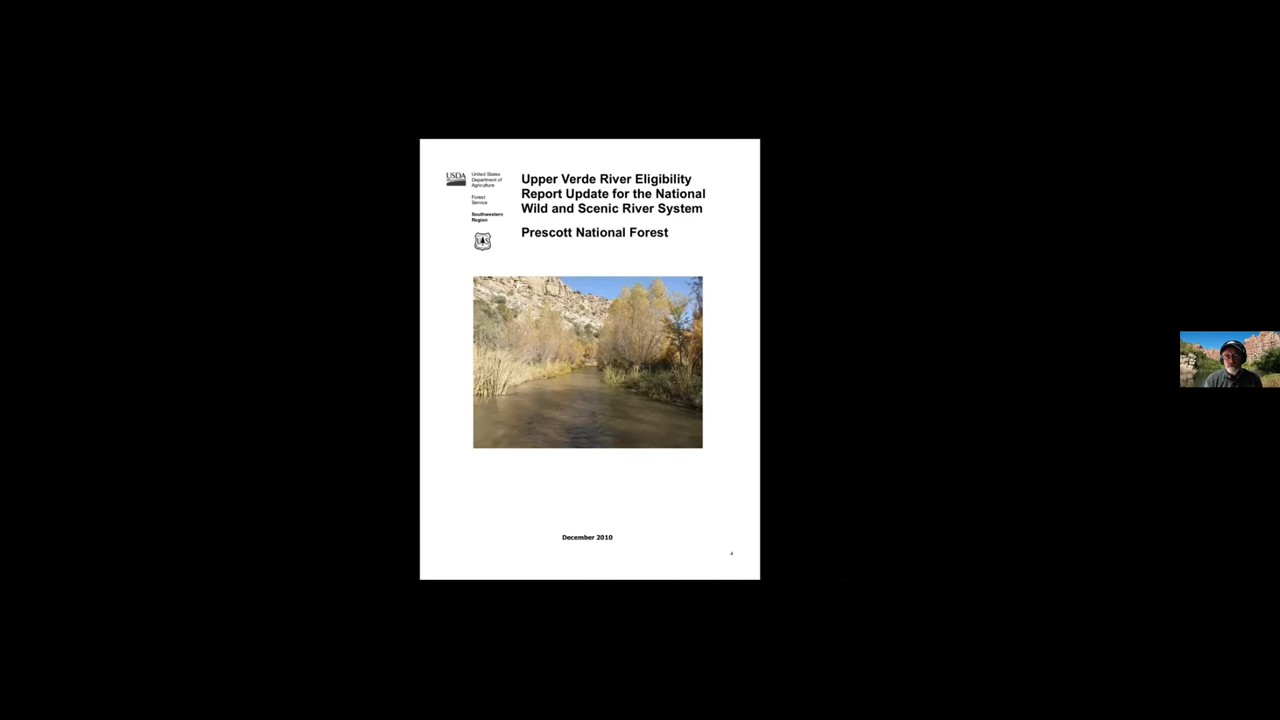 USDA
United States
Department of
Agriculture
Forest
Service
Southwestern
Region
Upper Verde River Eligibility
Report Update for the National
Wild and Scenic River System
Prescott National Forest
U S
December 2010
4